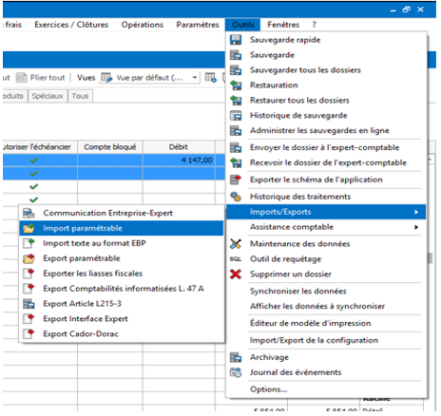 frais Exercices / Clôtures Opérations Paramètres Outils Fenêtres ?
Sauvegarde rapide
Sauvegarde
Sauvegarder tous les dossiers
Restauration
Restaurer tous les dossiers
Historique de sauvegarde
Administrer les sauvegardes en ligne
Envoyer le dossier à l'expert-comptable
Recevoir le dossier de l'expert-comptable
Exporter le schéma de l'application
Historique des traitements
Imports/Exports
Assistance comptable
Maintenance des données
SQL Outil de requêtage
Supprimer un dossier
Synchroniser les données
Afficher les données à synchroniser
Éditeur de modèle d'impression
Import/Export de la configuration
Archivage
Journal des événements
Options...
out Plier tout Vues Vue par défaut (...
oduits Spéciaux Tous
utoriser l'échéancier Compte bloqué Débit
4 147,00
Communication Entreprise-Expert
Import paramétrable
Import texte au format EBP
Export paramétrable
Exporter les liasses fiscales
Export Comptabilités informatisées L. 47 A
Export Article L215-3
Export Interface Expert
Export Cador-Dorac